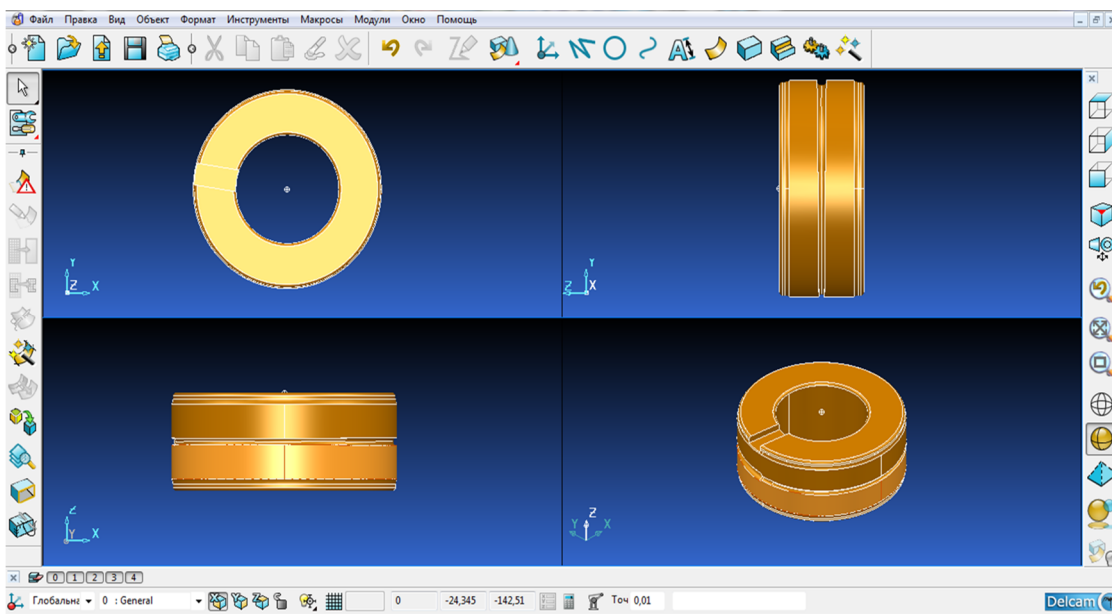 Файл Правка Вид Объект Формат Инструменты Макросы Модули Окно Помощь
Y
Z X
Y
Z X
Z
Y X
Z
Y X
0 1 2 3 4
Глобальна 0 : General 0 -24,345 -142,51 Точ 0,01 Delcam